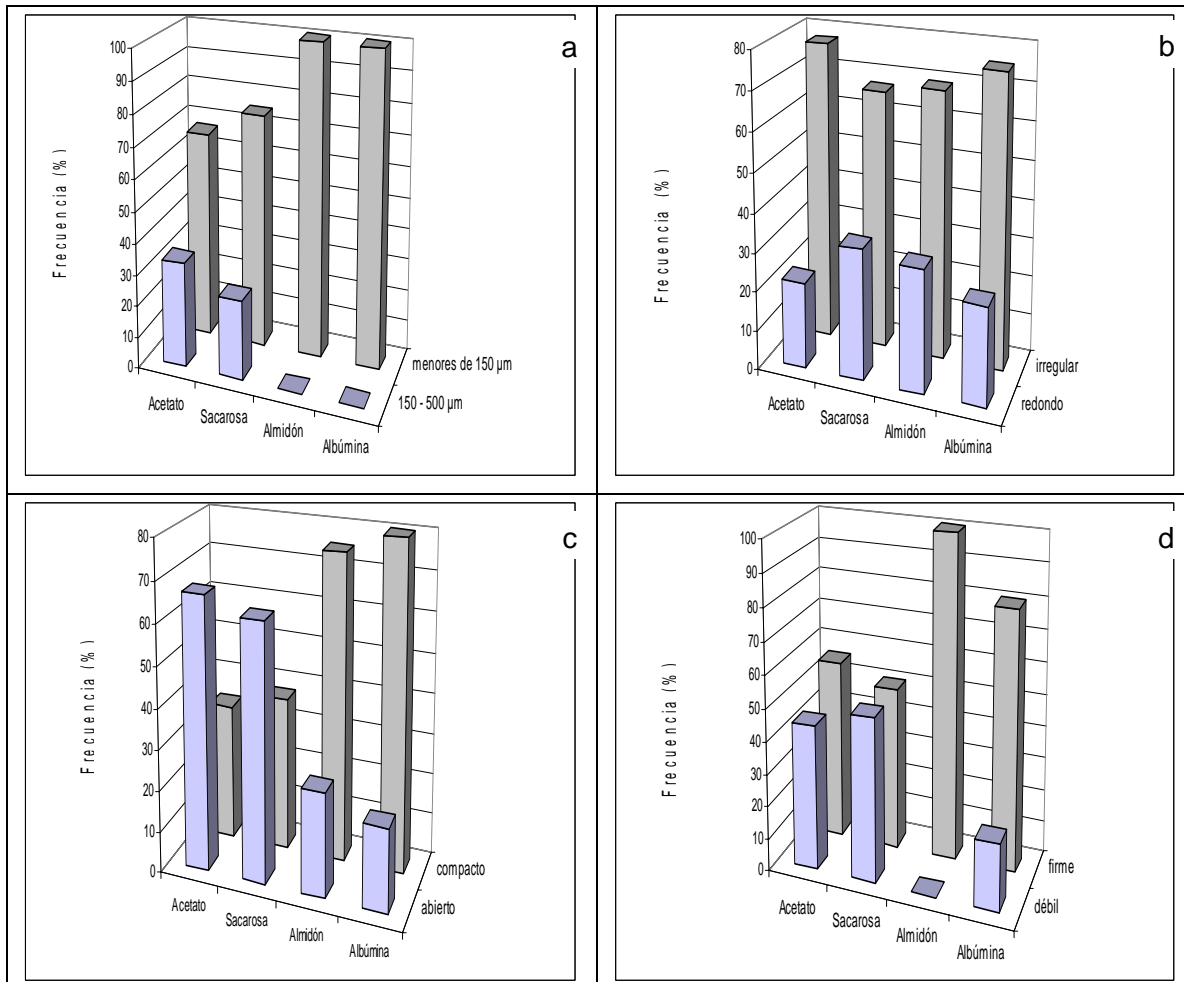 a
Frecuencia (%)
100
90
80
70
60
50
40
30
20
10
0
Acetato
Sacarosa
Almidón
Albúmina
menores de 150 µm
150 - 500 µm
b
Frecuencia (%)
80
70
60
50
40
30
20
10
0
Acetato
Sacarosa
Almidón
Albúmina
irregular
redondo
c
Frecuencia (%)
80
70
60
50
40
30
20
10
0
Acetato
Sacarosa
Almidón
Albúmina
compacto
abierto
d
Frecuencia (%)
100
90
80
70
60
50
40
30
20
10
0
Acetato
Sacarosa
Almidón
Albúmina
firme
débil